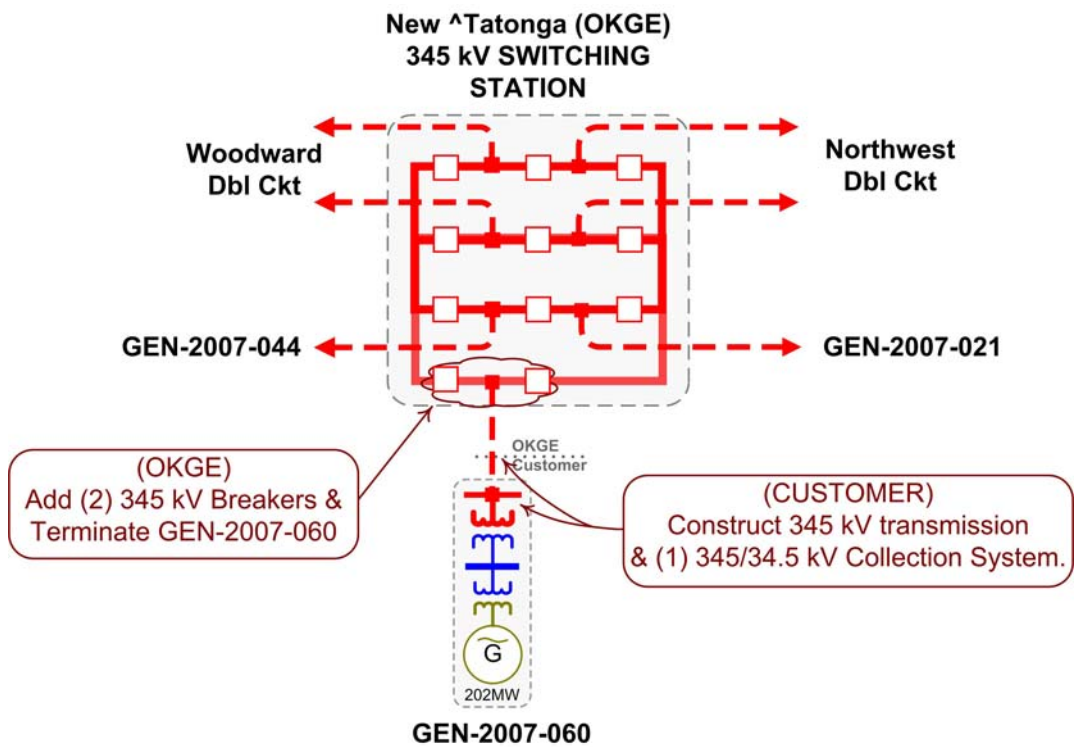 New ^Tatonga (OKGE)
345 kV SWITCHING
STATION
Woodward
Dbl Ckt
Northwest
Dbl Ckt
GEN-2007-044
GEN-2007-021
OKGE
Customer
(OKGE)
Add (2) 345 kV Breakers &
Terminate GEN-2007-060
(CUSTOMER)
Construct 345 kV transmission
& (1) 345/34.5 kV Collection System.
G
202MW
GEN-2007-060